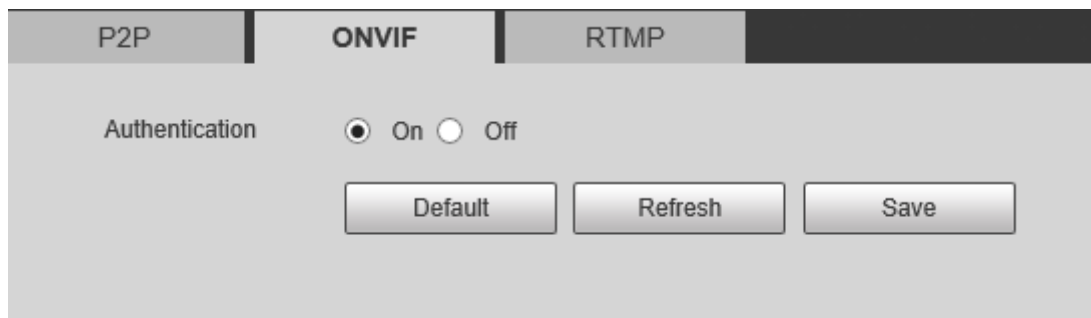 P2P ONVIF RTMP
Authentication On Off
Default Refresh Save